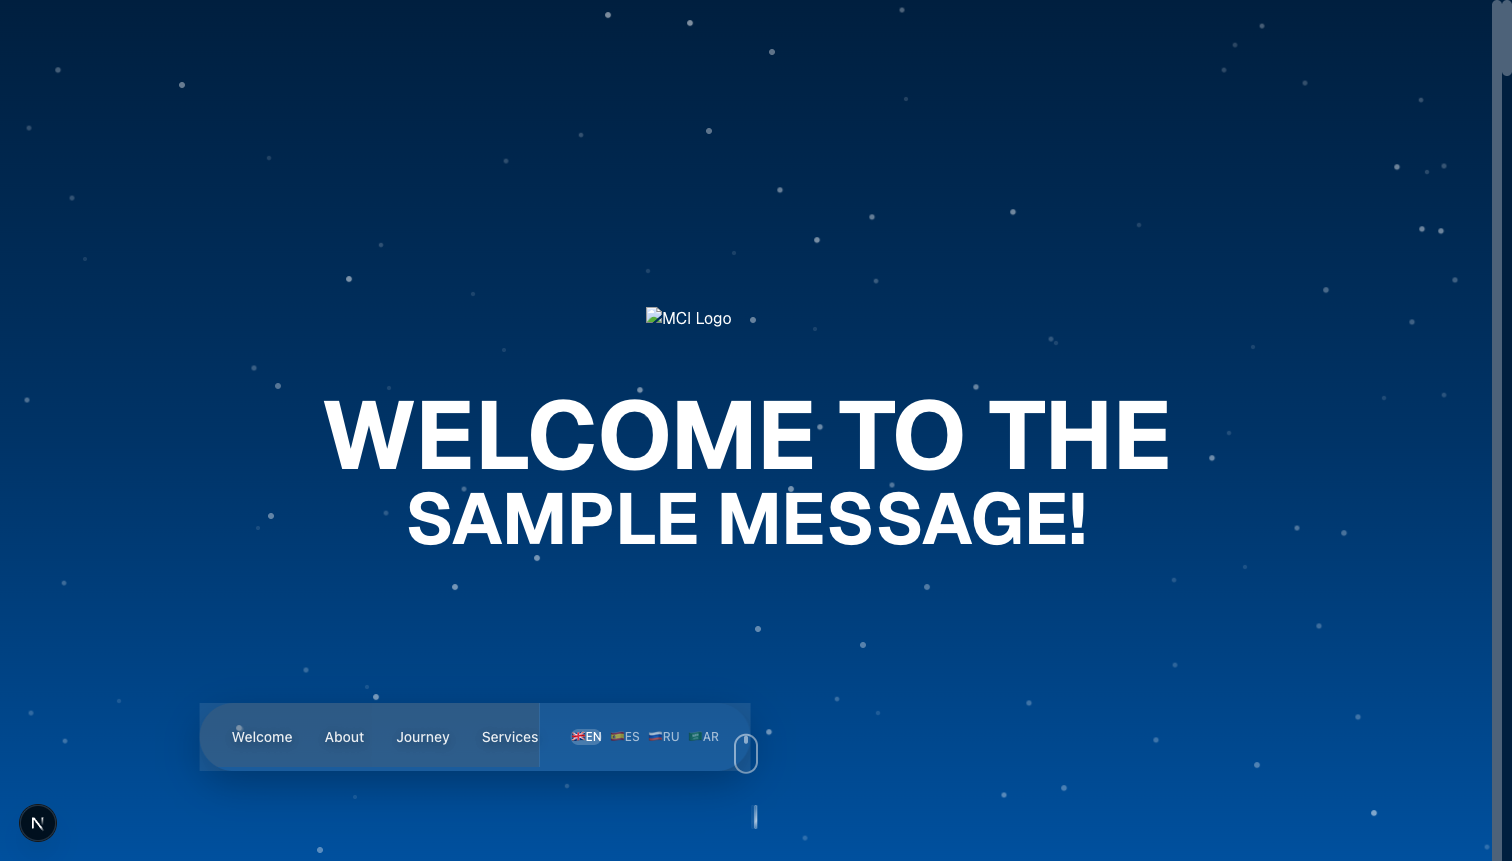 MCI Logo
WELCOME TO THE
SAMPLE MESSAGE!
Welcome About Journey Services EN ES RU AR
N